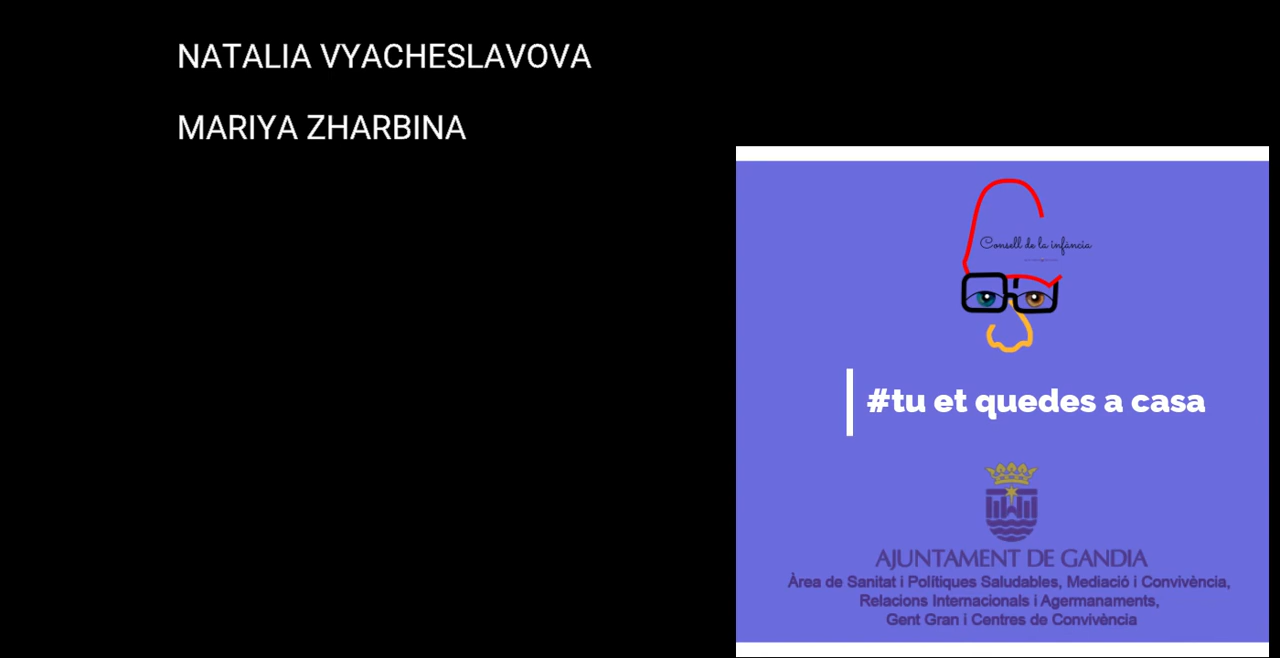 NATALIA VYACHESLAVOVA
MARIYA ZHARBINA
Consell de la infància
#tu et quedes a casa
AJUNTAMENT DE GANDIA
Àrea de Sanitat i Polítiques Saludables, Mediació i Convivència,
Relacions Internacionals i Agermanaments,
Gent Gran i Centres de Convivència